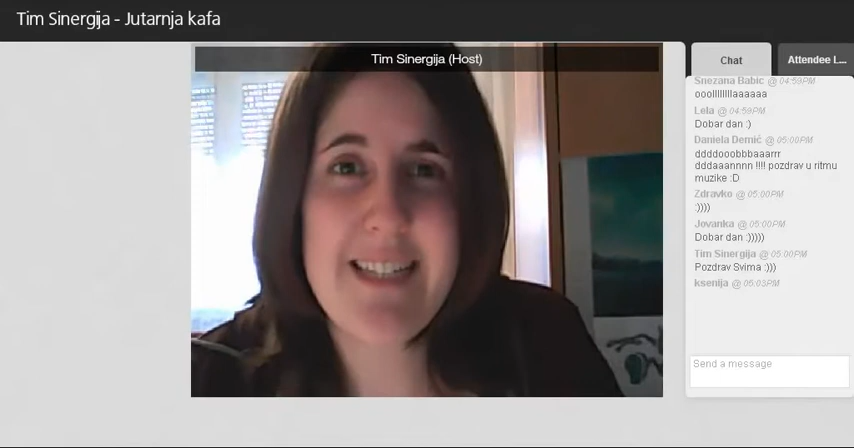 Tim Sinergija - Jutarnja kafa
Tim Sinergija (Host)
Chat
Attendee L...
Snezana Babic @ 04:59PM
ooollllllllaaaaaa
Lela @ 04:59PM
Dobar dan :)
Daniela Demić @ 05:00PM
ddddooobbbaaarrr
dddaaannnn !!!! pozdrav u ritmu
muzike :D
Zdravko @ 05:00PM
:))))
Jovanka @ 05:00PM
Dobar dan :)))))
Tim Sinergija @ 05:00PM
Pozdrav Svima :)))
ksenija @ 05:03PM
Send a message